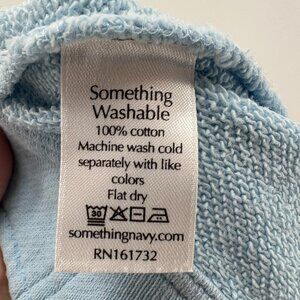 Something
Washable
100% cotton
Machine wash cold
separately with like
colors
Flat dry
30
somethingnavy.com
RN161732